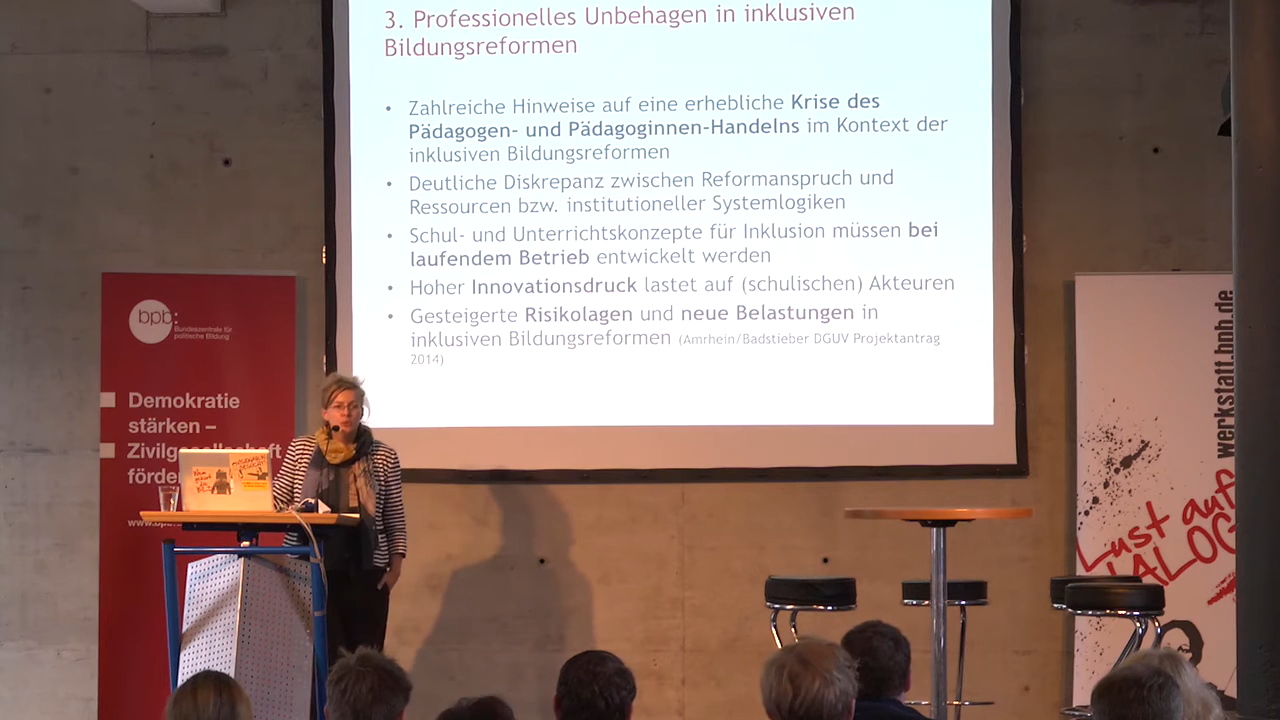 3. Professionelles Unbehagen in inklusiven
Bildungsreformen
• Zahlreiche Hinweise auf eine erhebliche Krise des
Pädagogen- und Pädagoginnen-Handelns im Kontext der
inklusiven Bildungsreformen
• Deutliche Diskrepanz zwischen Reformanspruch und
Ressourcen bzw. institutioneller Systemlogiken
• Schul- und Unterrichtskonzepte für Inklusion müssen bei
laufendem Betrieb entwickelt werden
• Hoher Innovationsdruck lastet auf (schulischen) Akteuren
• Gesteigerte Risikolagen und neue Belastungen in
inklusiven Bildungsreformen (Amrhein/Badstieber DGUV Projektantrag
2014)
bpb:
Bundeszentrale für
politische Bildung
Demokratie
stärken –
Zivilgesellschaft
förde
www.bpb.
werkstatt.bpb.de
Lust auf
IALOG